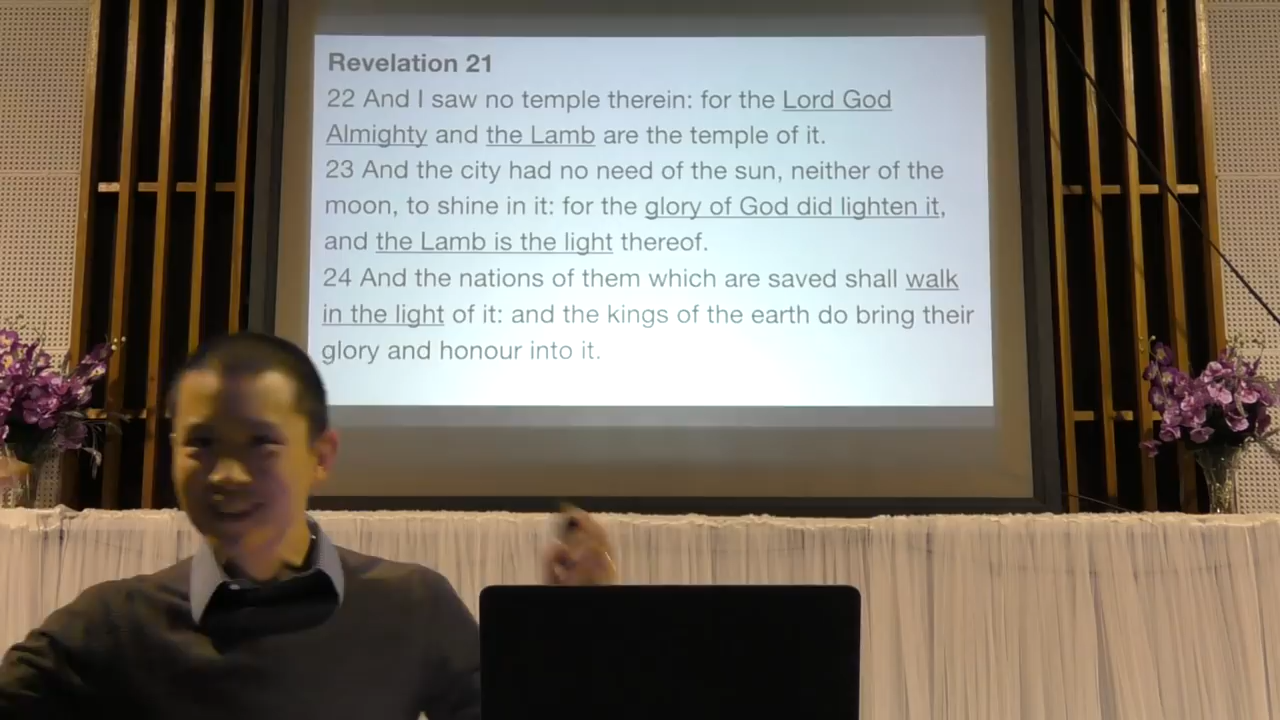 Revelation 21
22 And I saw no temple therein: for the Lord God
Almighty and the Lamb are the temple of it.
23 And the city had no need of the sun, neither of the
moon, to shine in it: for the glory of God did lighten it,
and the Lamb is the light thereof.
24 And the nations of them which are saved shall walk
in the light of it: and the kings of the earth do bring their
glory and honour into it.